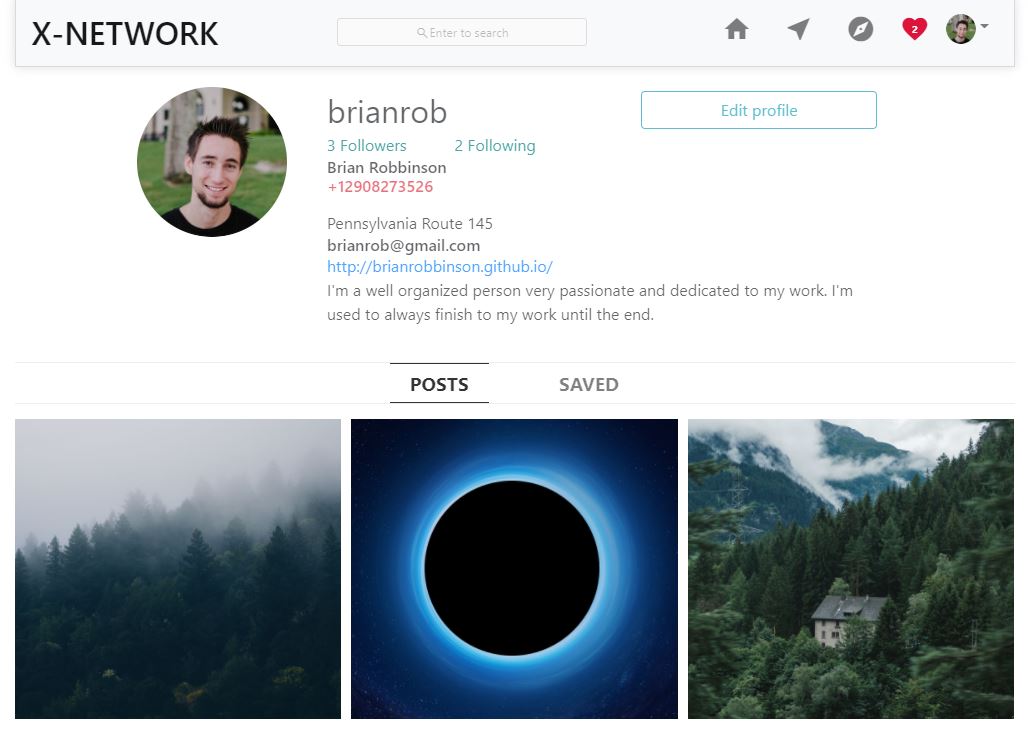 X-NETWORK
Enter to search
2
brianrob
Edit profile
3 Followers 2 Following
Brian Robbinson
+12908273526
Pennsylvania Route 145
brianrob@gmail.com
http://brianrobbinson.github.io/
I'm a well organized person very passionate and dedicated to my work. I'm
used to always finish to my work until the end.
POSTS SAVED